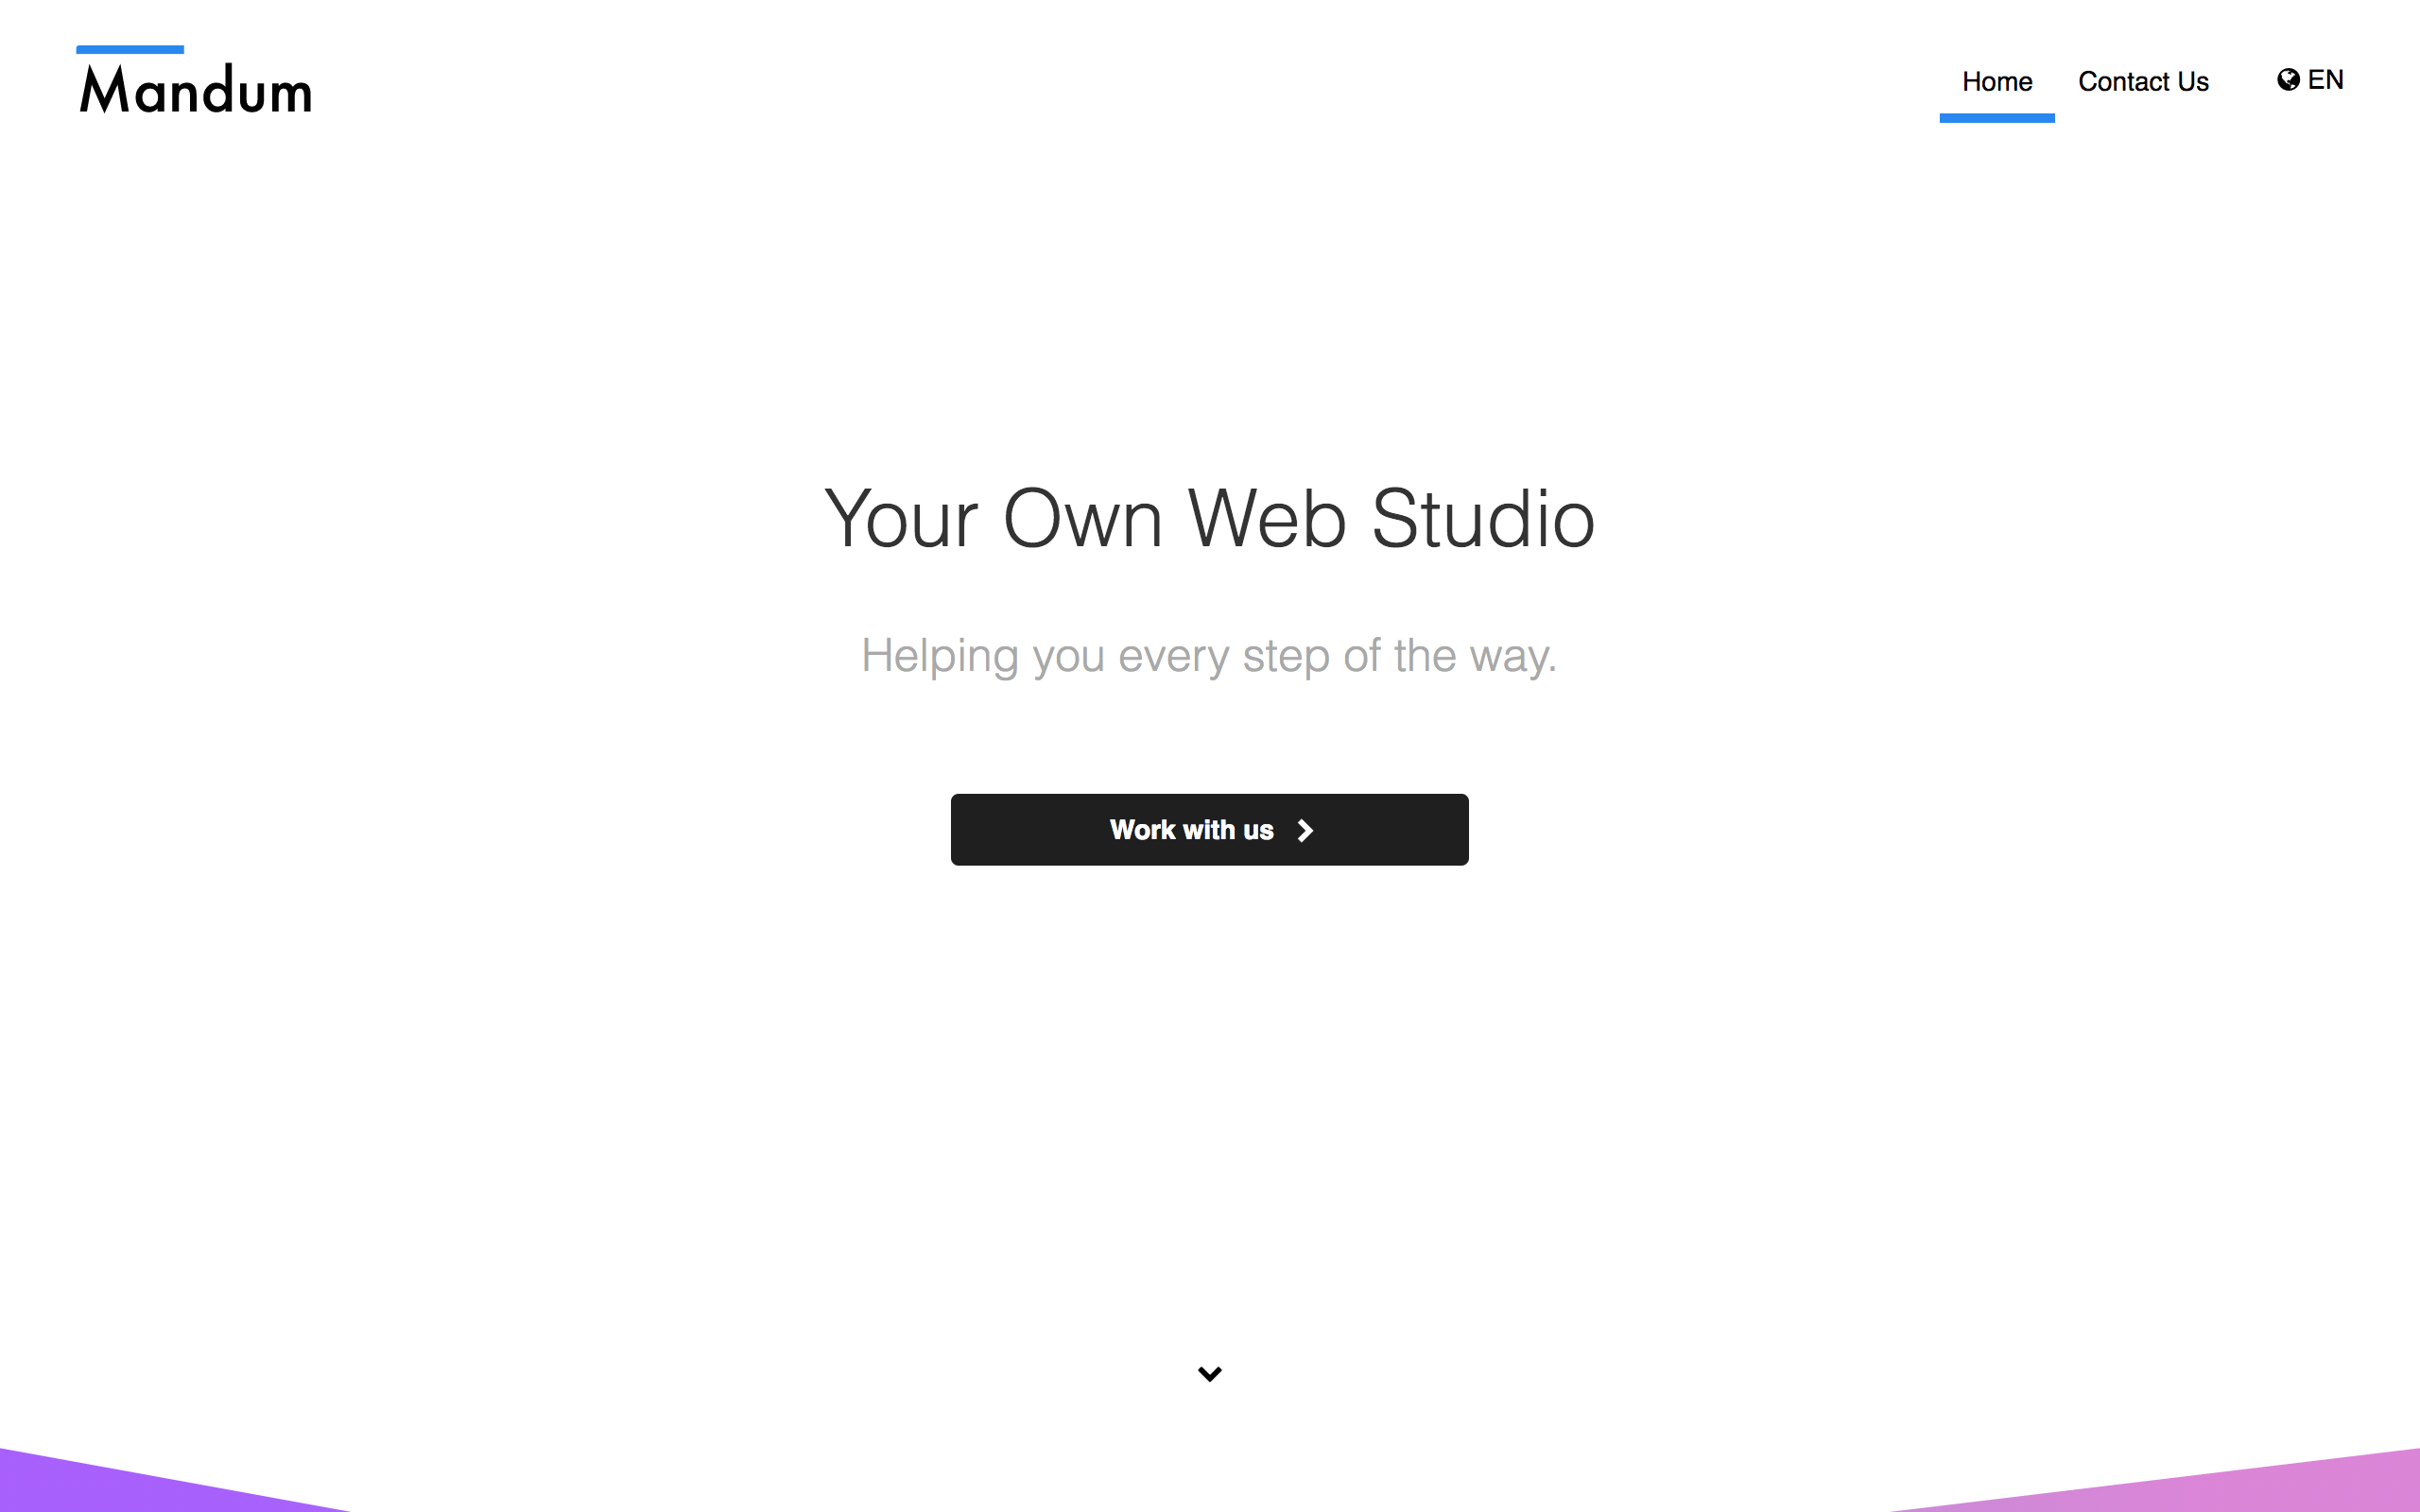 Mandum
Home
Contact Us
EN
Your Own Web Studio
Helping you every step of the way.
Work with us